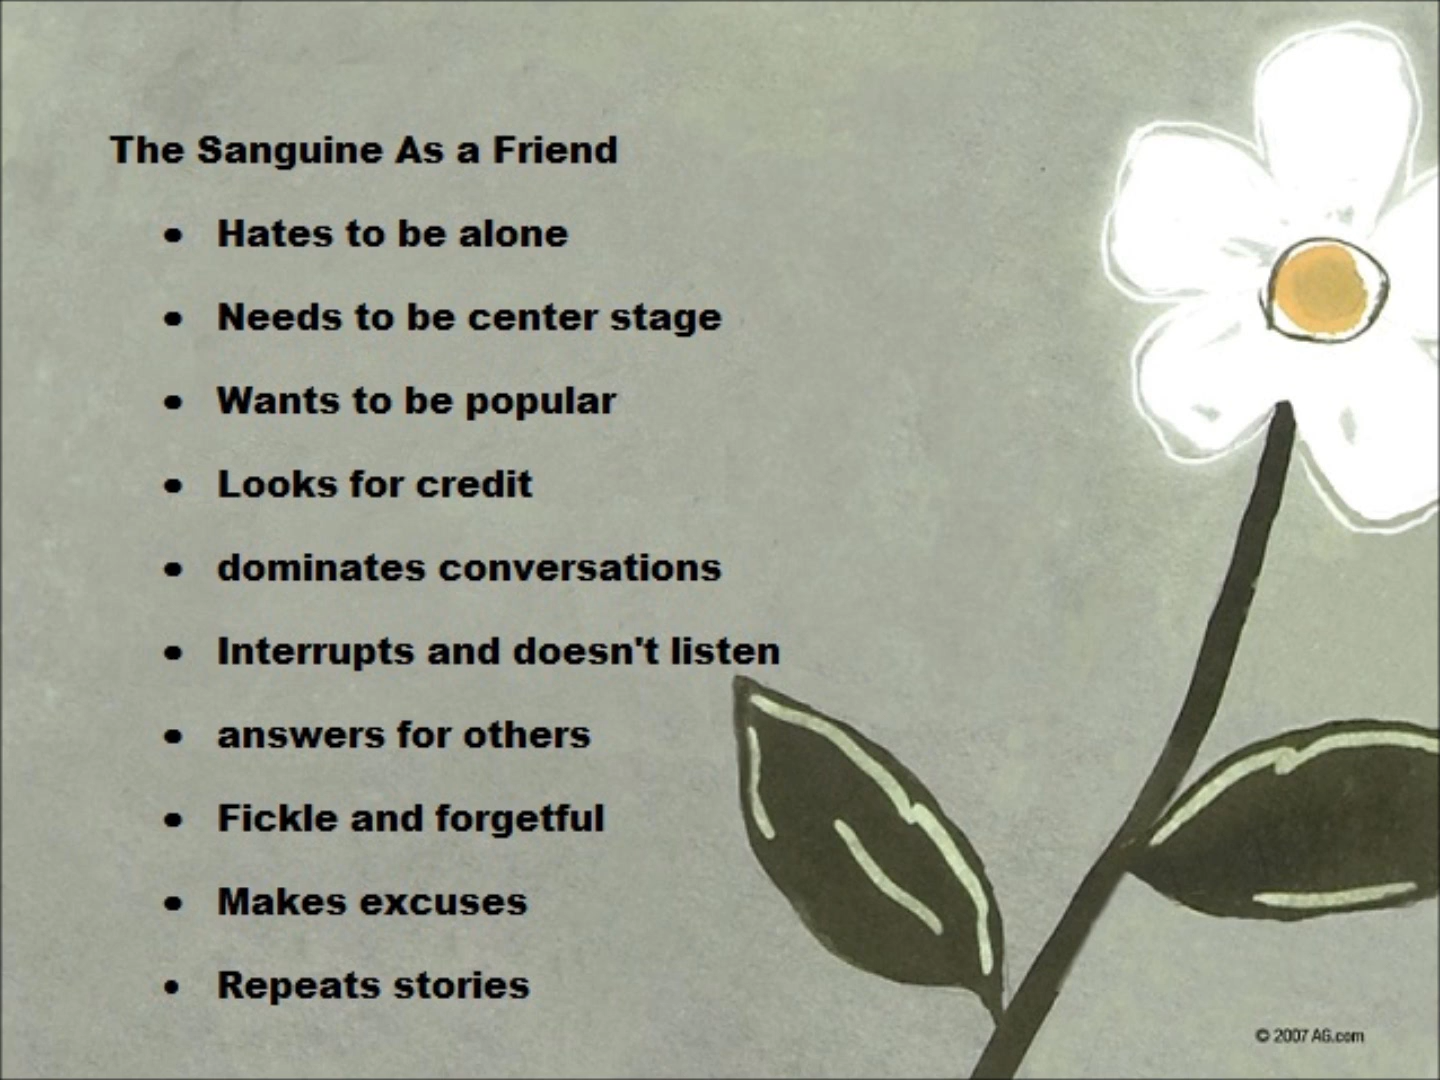 The Sanguine As a Friend
• Hates to be alone
• Needs to be center stage
• Wants to be popular
• Looks for credit
• dominates conversations
• Interrupts and doesn't listen
• answers for others
• Fickle and forgetful
• Makes excuses
• Repeats stories
© 2007 AG.com